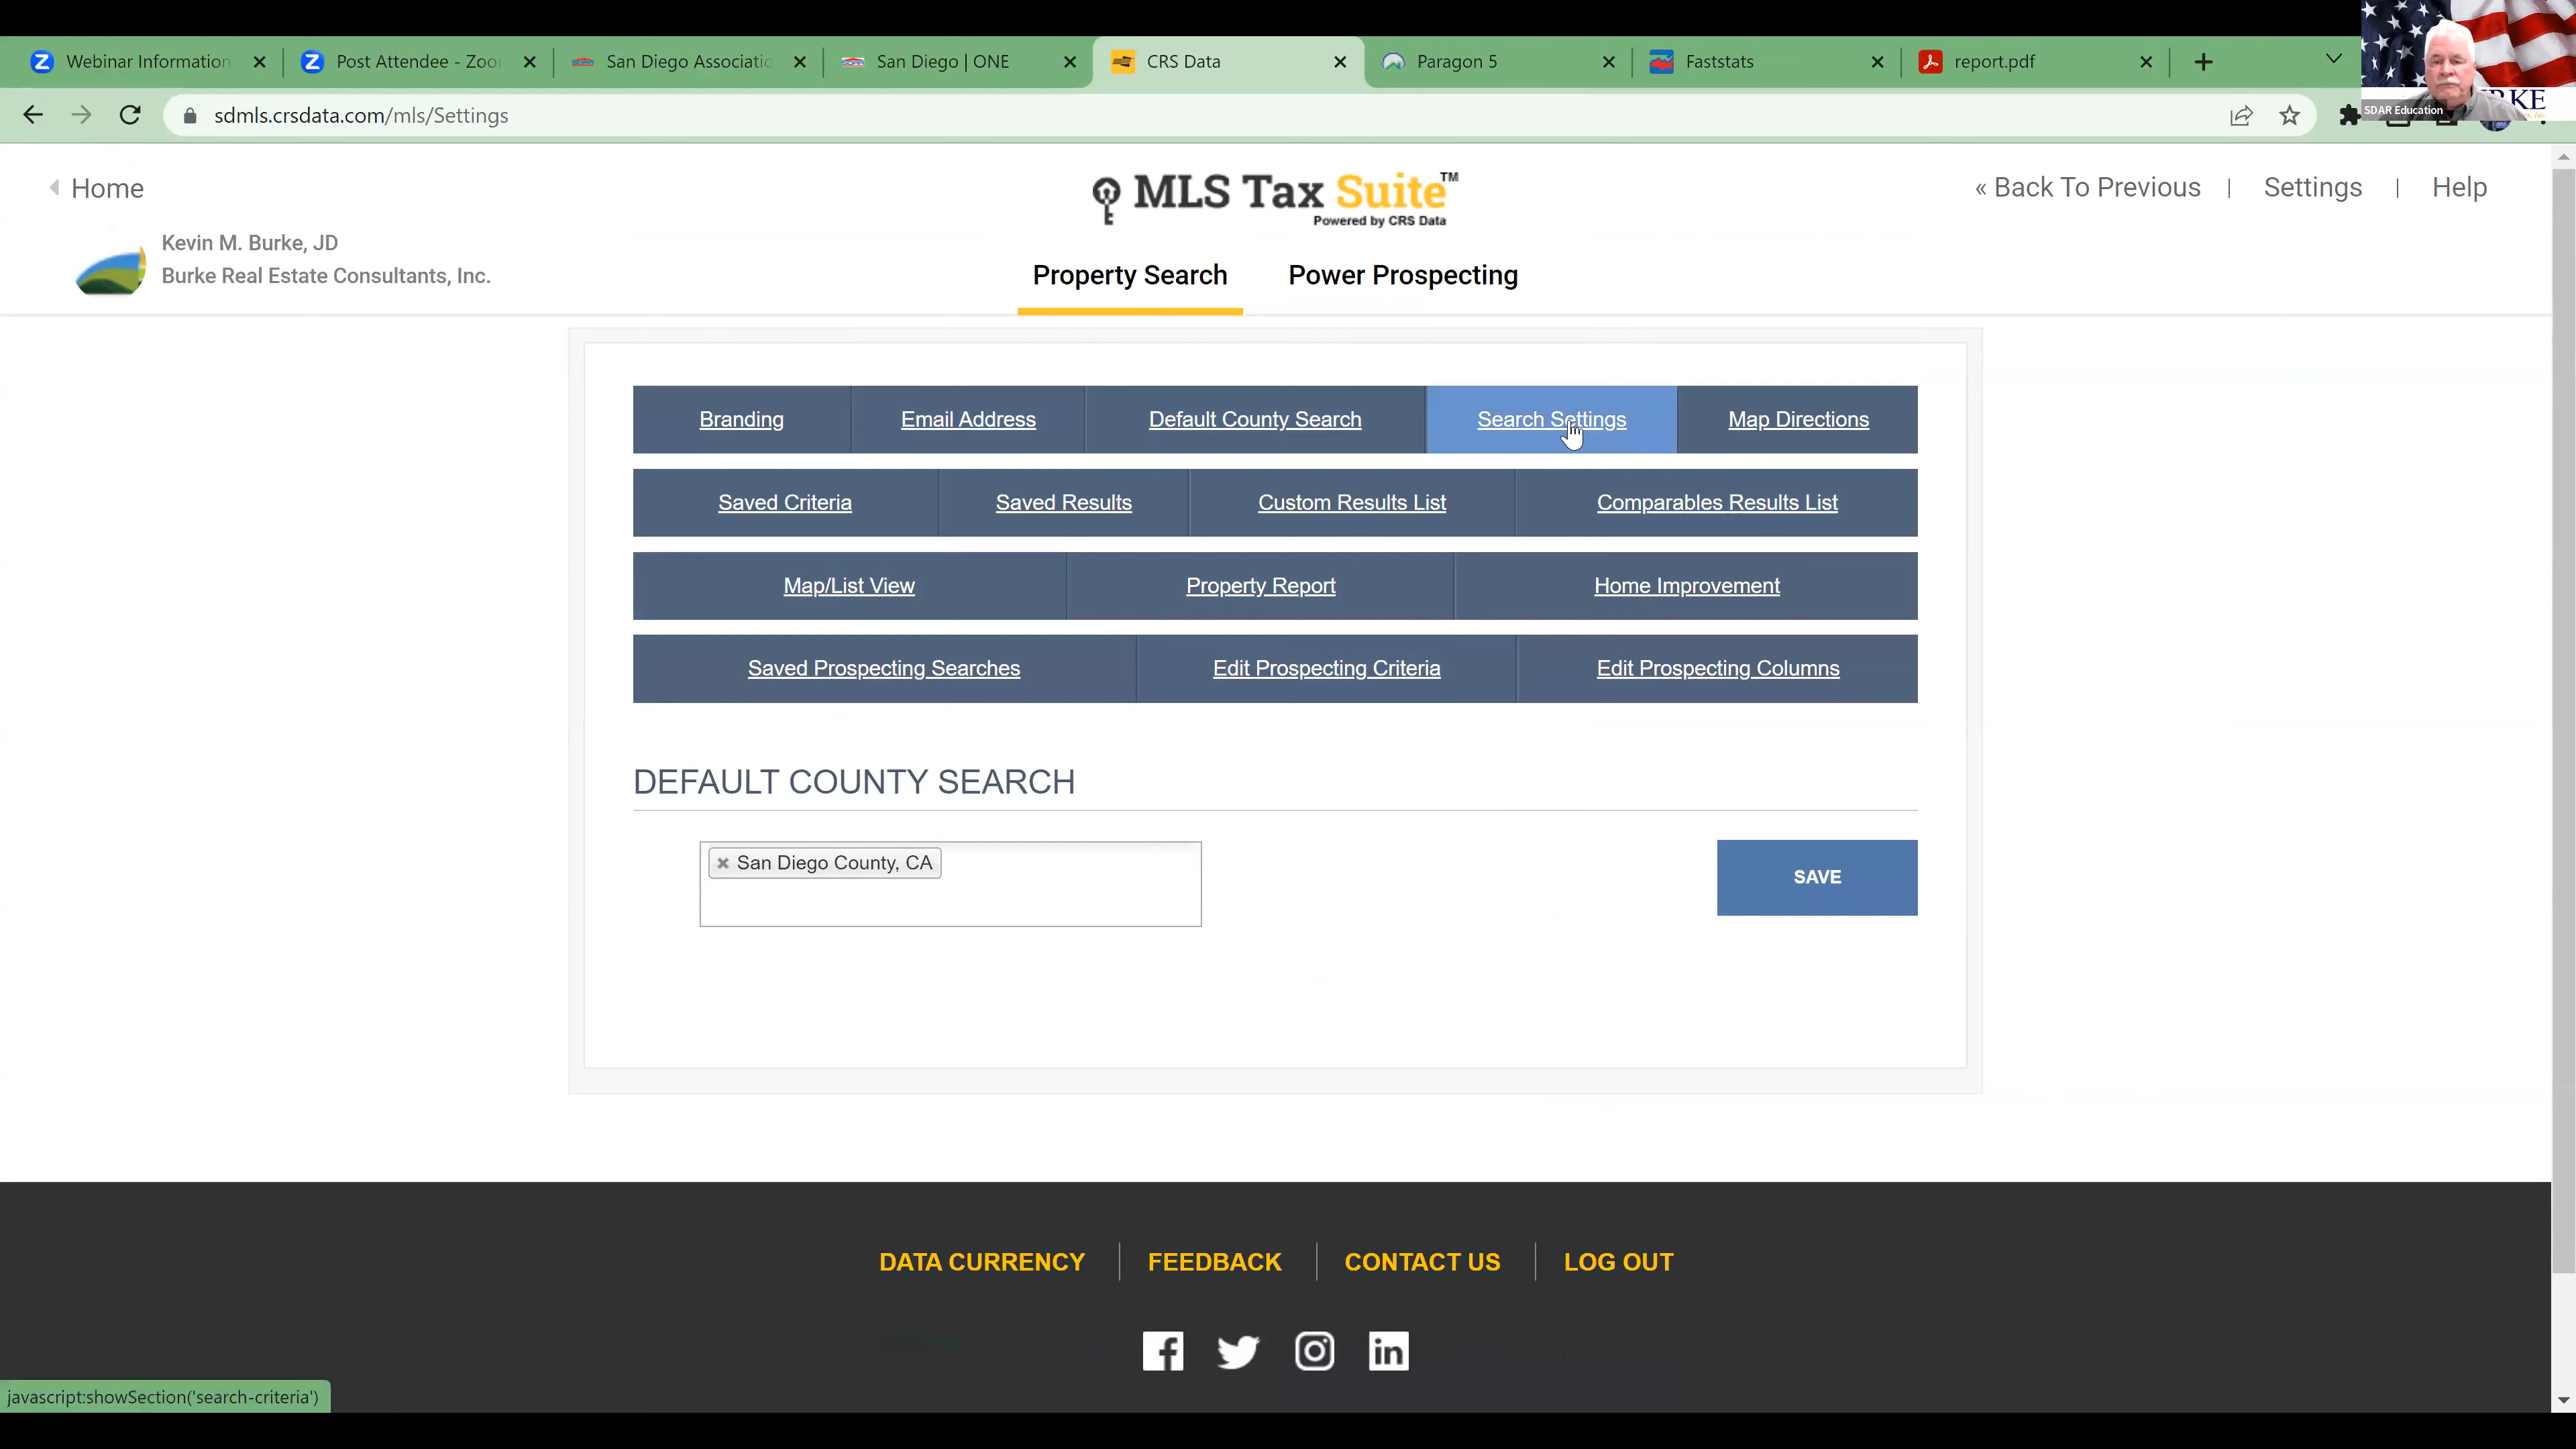 Webinar Information
Post Attendee - Zoo
San Diego Associatio
San Diego | ONE
CRS Data
Paragon 5
Faststats
report.pdf
sdmls.crsdata.com/mls/Settings
SDAR Education
RKE
Home
MLS Tax Suite™
Powered by CRS Data
« Back To Previous | Settings | Help
Kevin M. Burke, JD
Burke Real Estate Consultants, Inc.
Property Search Power Prospecting
Branding Email Address Default County Search Search Settings Map Directions
Saved Criteria Saved Results Custom Results List Comparables Results List
Map/List View Property Report Home Improvement
Saved Prospecting Searches Edit Prospecting Criteria Edit Prospecting Columns
DEFAULT COUNTY SEARCH
San Diego County, CA
SAVE
DATA CURRENCY FEEDBACK CONTACT US LOG OUT
javascript:showSection('search-criteria')